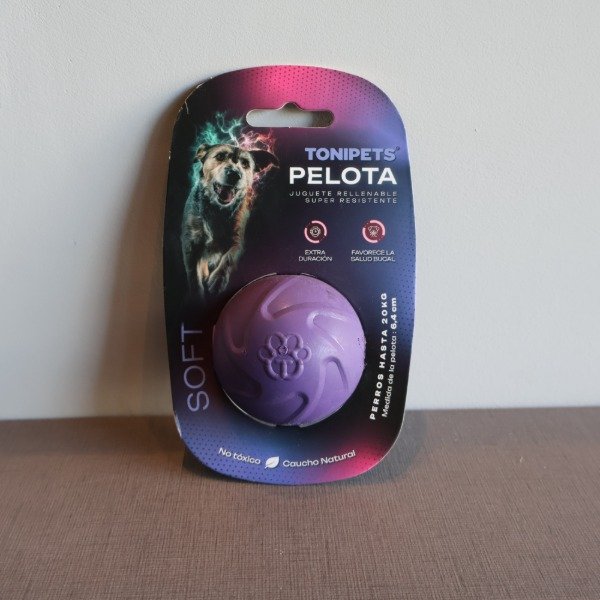 TONIPETS®
PELOTA
JUGUETE RELLENABLE
SUPER RESISTENTE
EXTRA
DURACIÓN
FAVORECE LA
SALUD BUCAL
SOFT
PERROS HASTA 20KG
Medida de la pelota : 6,4 cm
No tóxico
Caucho Natural